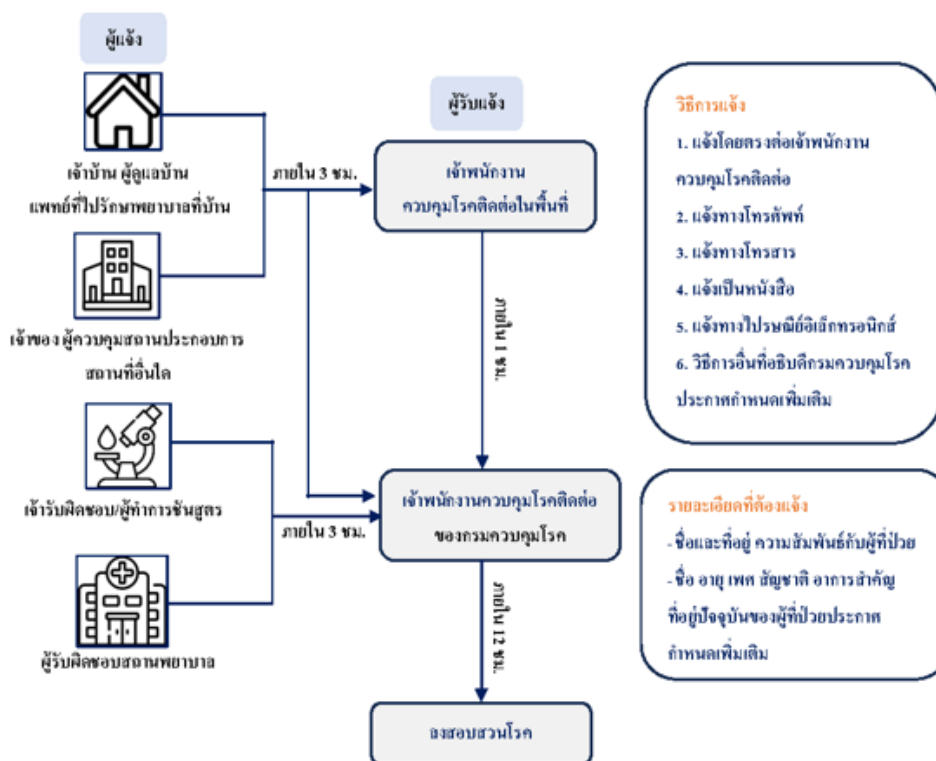 ผู้แจ้ง
เจ้าบ้าน ผู้ดูแลบ้าน
แพทย์ที่ไปรักษาพยาบาลที่บ้าน
เจ้าของ ผู้ควบคุมสถานประกอบการ
สถานที่อื่นใด
เจ้ารับผิดชอบ/ผู้ทำการชันสูตร
ผู้รับผิดชอบสถานพยาบาล
ภายใน 3 ชม.
ภายใน 3 ชม.
ผู้รับแจ้ง
เจ้าพนักงาน
ควบคุมโรคติดต่อในพื้นที่
ภายใน 1 ชม.
เจ้าพนักงานควบคุมโรคติดต่อ
ของกรมควบคุมโรค
ภายใน 12 ชม.
ลงสอบสวนโรค
วิธีการแจ้ง
1. แจ้งโดยตรงต่อเจ้าพนักงาน
ควบคุมโรคติดต่อ
2. แจ้งทางโทรศัพท์
3. แจ้งทางโทรสาร
4. แจ้งเป็นหนังสือ
5. แจ้งทางไปรษณีย์อิเล็กทรอนิกส์
6. วิธีการอื่นที่อธิบดีกรมควบคุมโรค
ประกาศกำหนดเพิ่มเติม
รายละเอียดที่ต้องแจ้ง
- ชื่อและที่อยู่ ความสัมพันธ์กับผู้ที่ป่วย
- ชื่อ อายุ เพศ สัญชาติ อาการสำคัญ
ที่อยู่ปัจจุบันของผู้ที่ป่วยประกาศ
กำหนดเพิ่มเติม